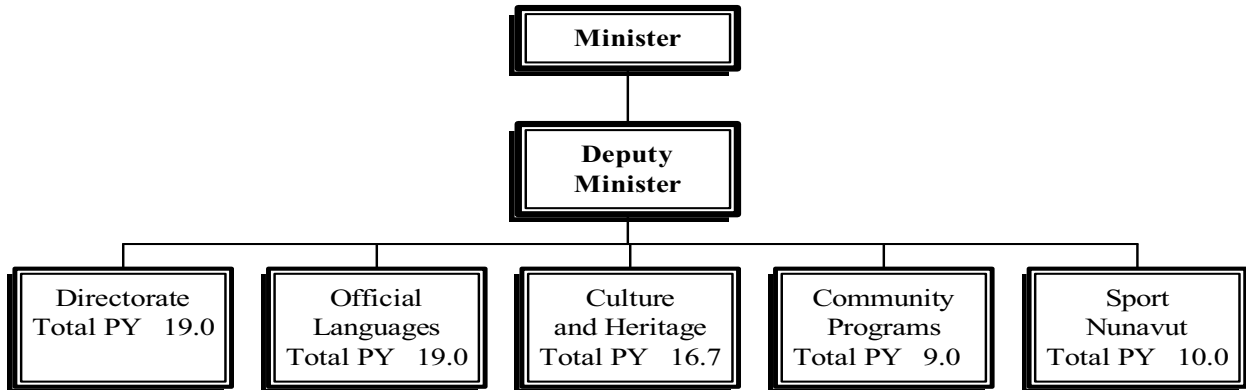 Minister
Deputy
Minister
Directorate
Total PY 19.0
Official
Languages
Total PY 19.0
Culture
and Heritage
Total PY 16.7
Community
Programs
Total PY 9.0
Sport
Nunavut
Total PY 10.0